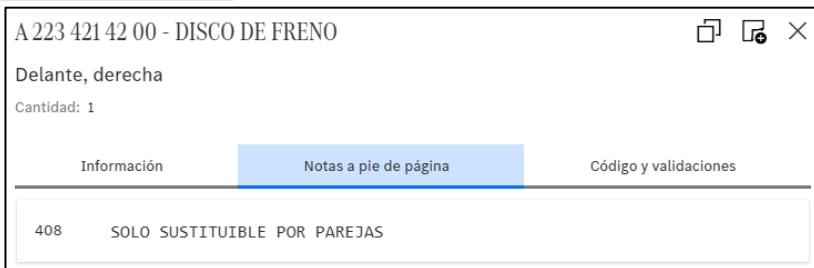 A 223 421 42 00 - DISCO DE FRENO
Delante, derecha
Cantidad: 1
Información Notas a pie de página Código y validaciones
408 SOLO SUSTITUIBLE POR PAREJAS